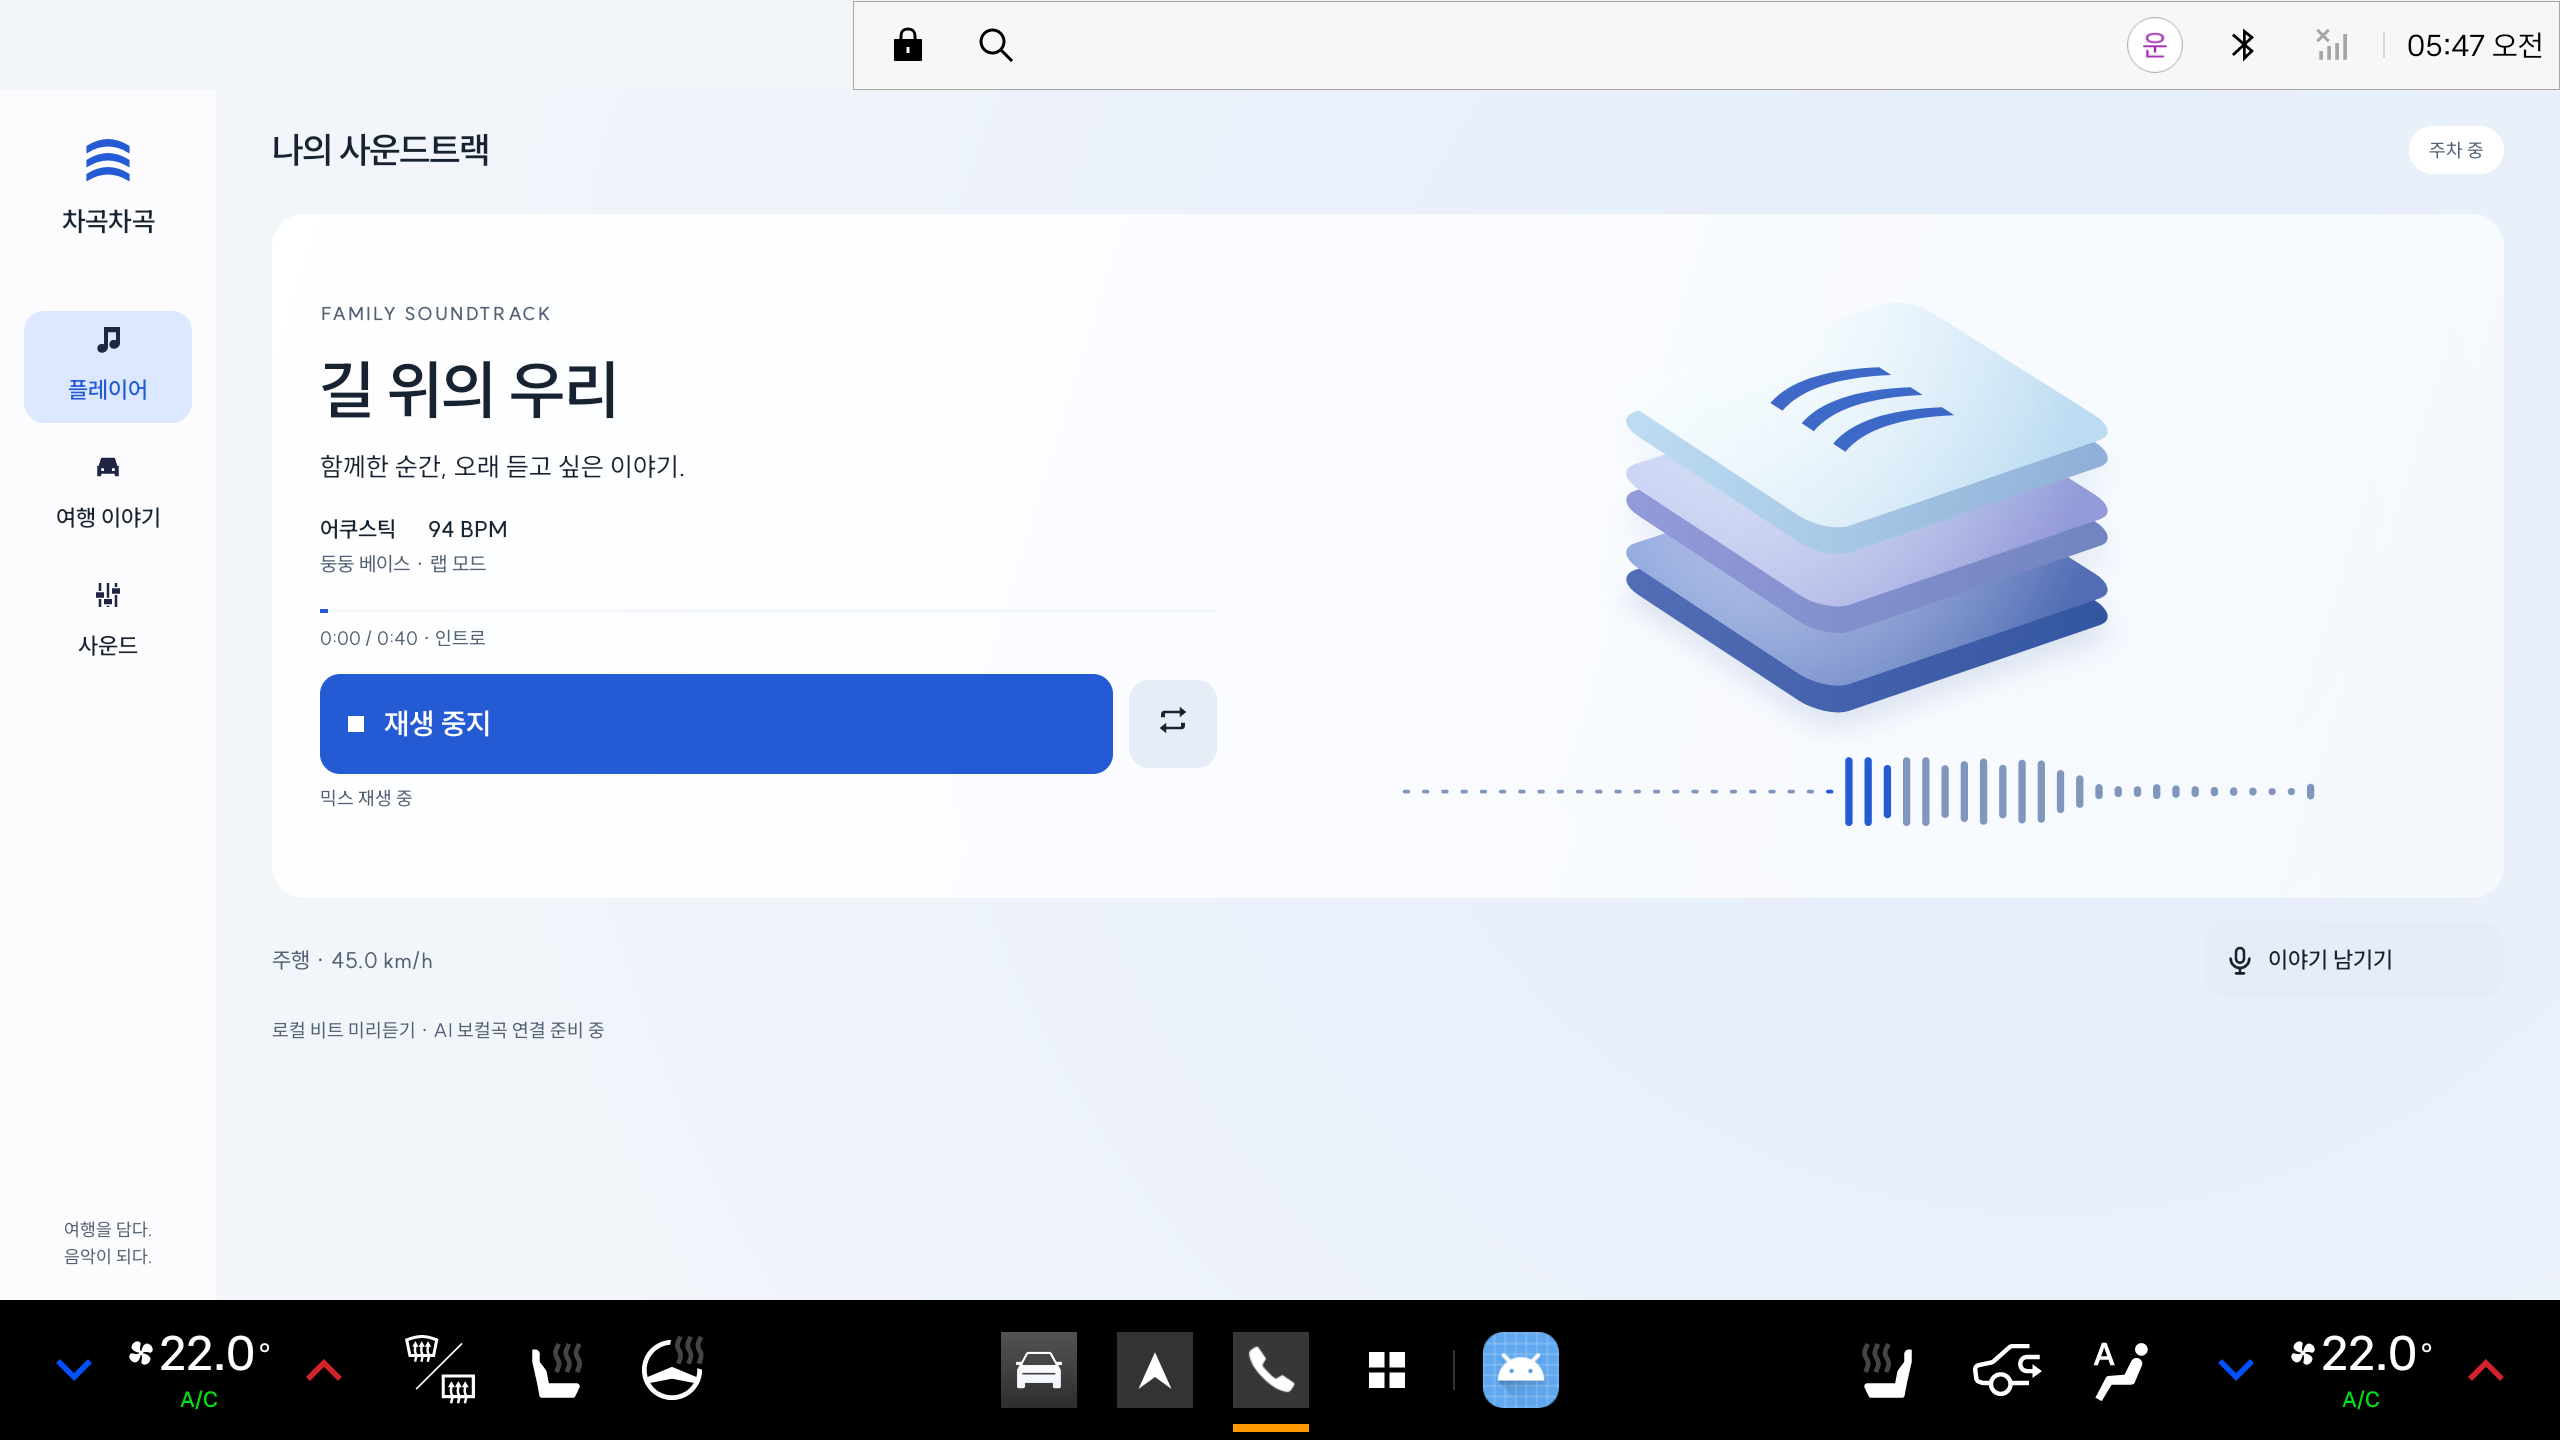 운
05:47 오전
차곡차곡
플레이어
여행 이야기
사운드
여행을 담다.
음악이 되다.
나의 사운드트랙
주차 중
FAMILY SOUNDTRACK
길 위의 우리
함께한 순간, 오래 듣고 싶은 이야기.
어쿠스틱 94 BPM
둥둥 베이스 · 랩 모드
0:00 / 0:40 · 인트로
재생 중지
믹스 재생 중
주행 · 45.0 km/h
이야기 남기기
로컬 비트 미리듣기 · AI 보컬곡 연결 준비 중
22.0°
A/C
A
22.0°
A/C